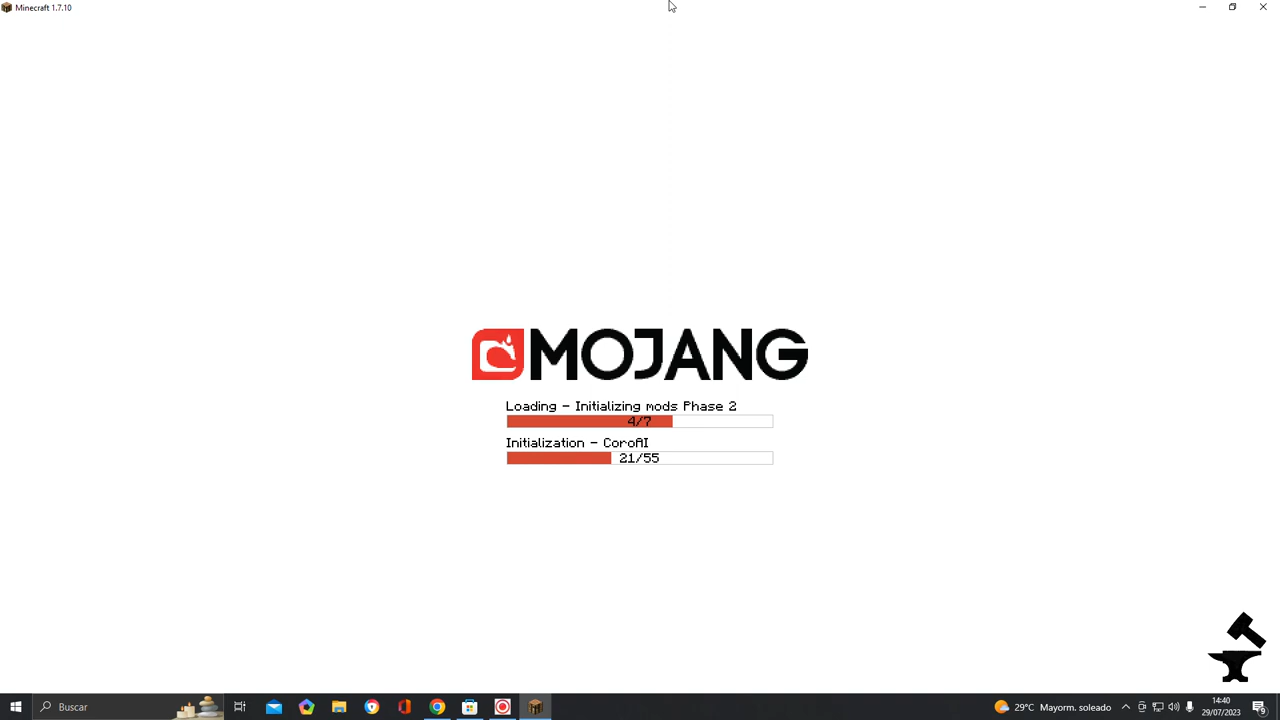 Minecraft 1.7.10
MOJANG
Loading - Initializing mods Phase 2
4/7
Initialization - CoroAI
21/55
Buscar
29°C Mayorm. soleado
14:40
29/07/2023
9